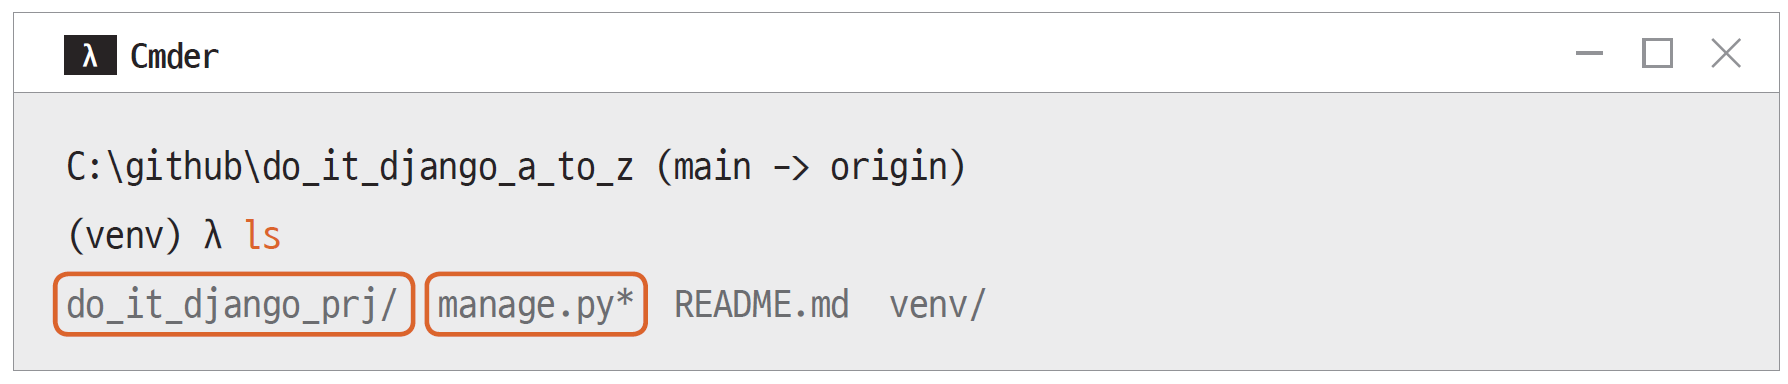 λ Cmder
C:\github\do_it_django_a_to_z (main -> origin)
(venv) λ ls
do_it_django_prj/ manage.py* README.md venv/